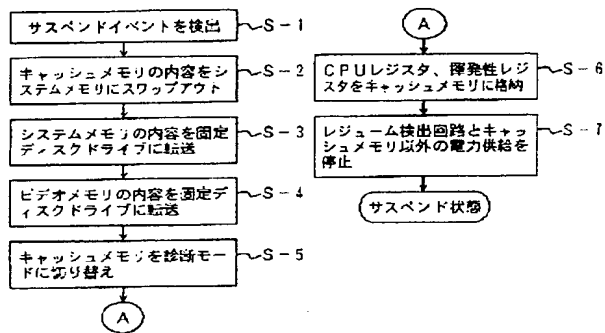 サスペンドイベントを検出
S-1
キャッシュメモリの内容をシ
ステムメモリにスワップアウト
S-2
システムメモリの内容を固定
ディスクドライブに転送
S-3
ビデオメモリの内容を固定デ
ィスクドライブに転送
S-4
キャッシュメモリを診断モー
ドに切り替え
S-5
A
A
CPUレジスタ、揮発性レジ
スタをキャッシュメモリに格納
S-6
レジューム検出回路とキャッ
シュメモリ以外の電力供給を
停止
S-7
サスペンド状態